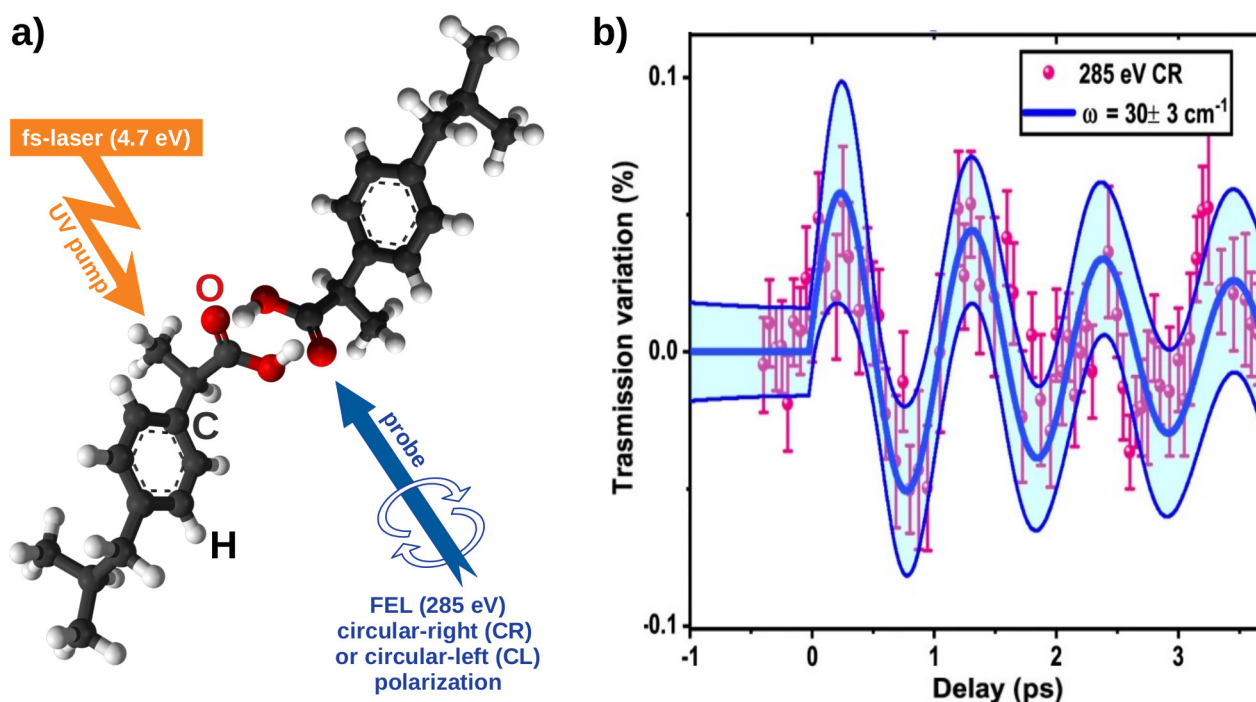 a)
fs-laser (4.7 eV)
UV pump
O
C
H
probe
FEL (285 eV)
circular-right (CR)
or circular-left (CL)
polarization
b)
285 eV CR
ω = 30± 3 cm⁻¹
Trasmission variation (%)
0.1
0.0
-0.1
-1 0 1 2 3
Delay (ps)